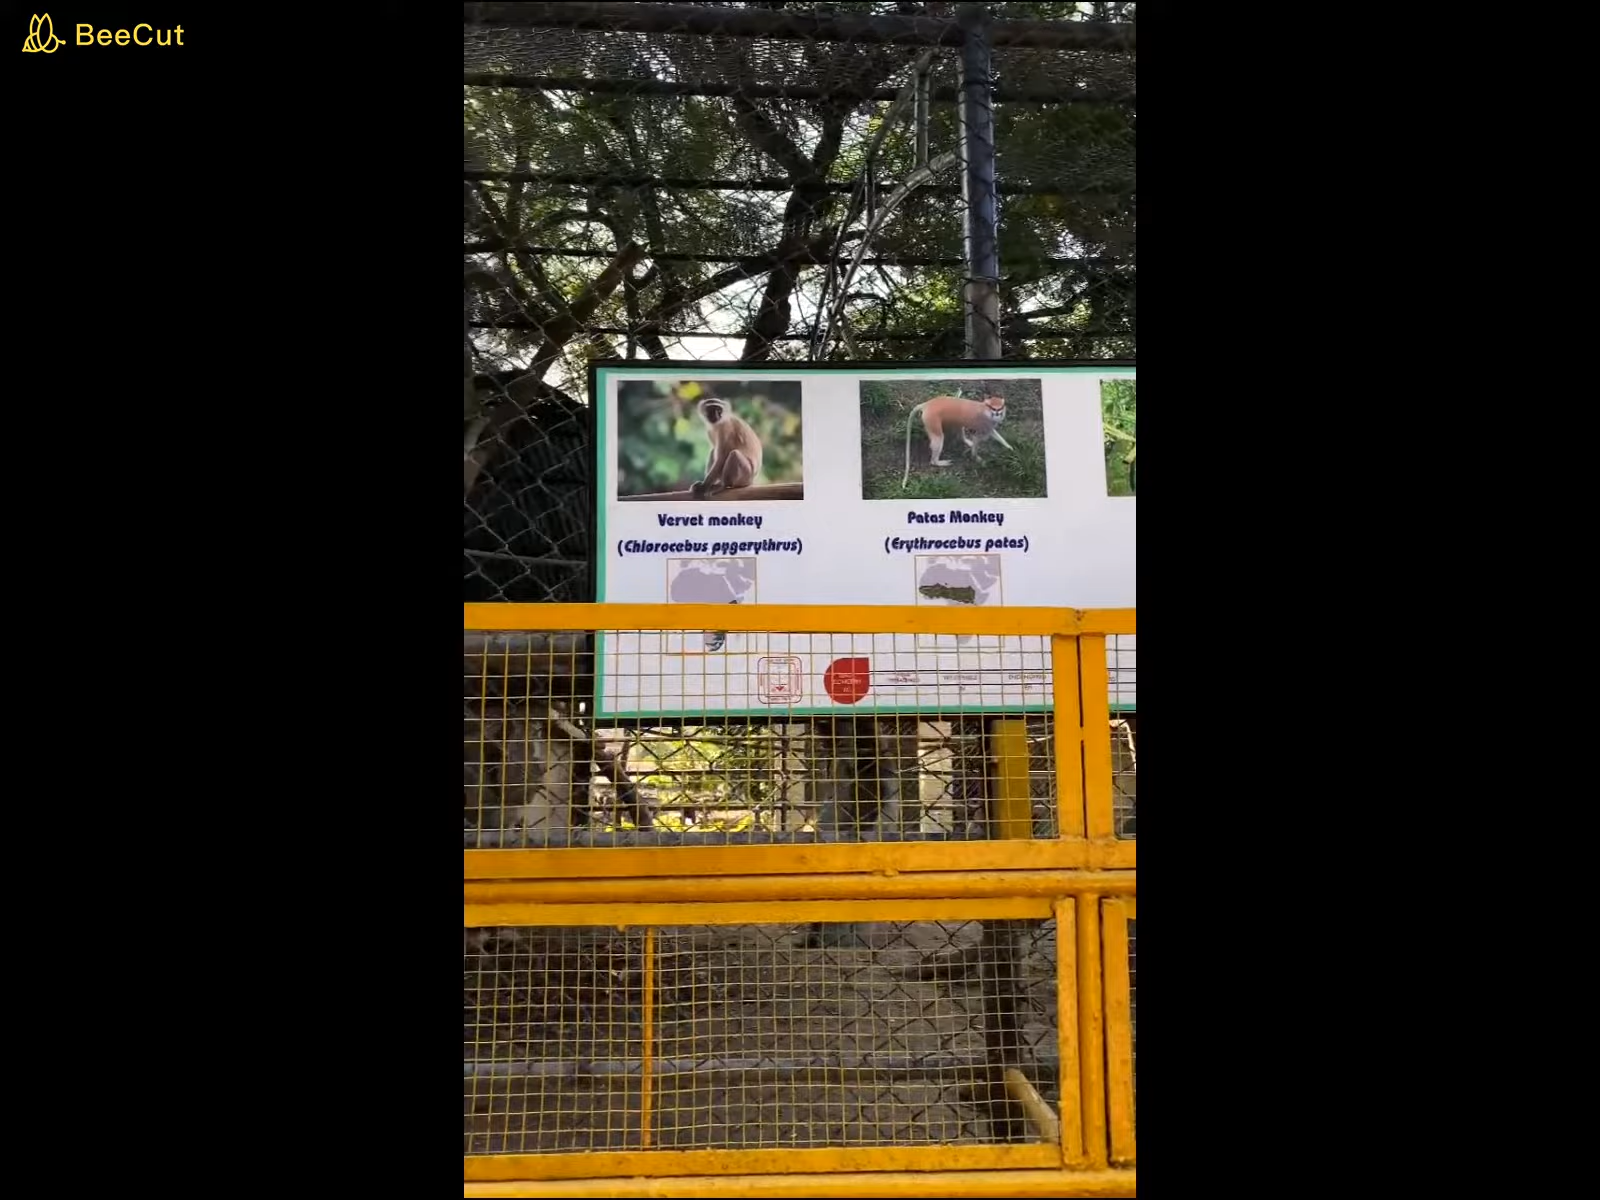 BeeCut
Vervet monkey
(Chlorocebus pygerythrus)
Patas Monkey
(Erythrocebus patas)